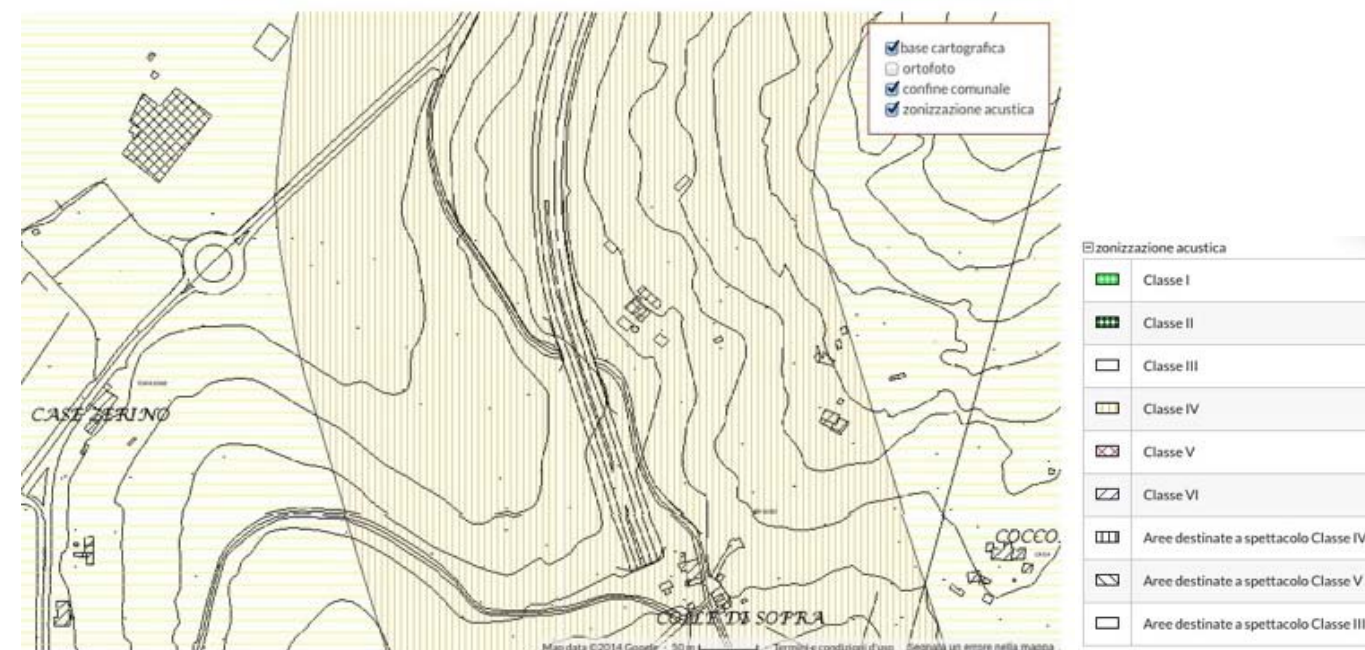 base cartografica
ortofoto
confine comunale
zonizzazione acustica
CASE ZERINO
COCCO
COLLE DI SOPRA
Map data ©2014 Google - 50 m
Termini e condizioni d'uso
Segnala un errore nella mappa
zonizzazione acustica
Classe I
Classe II
Classe III
Classe IV
Classe V
Classe VI
Aree destinate a spettacolo Classe IV
Aree destinate a spettacolo Classe V
Aree destinate a spettacolo Classe III